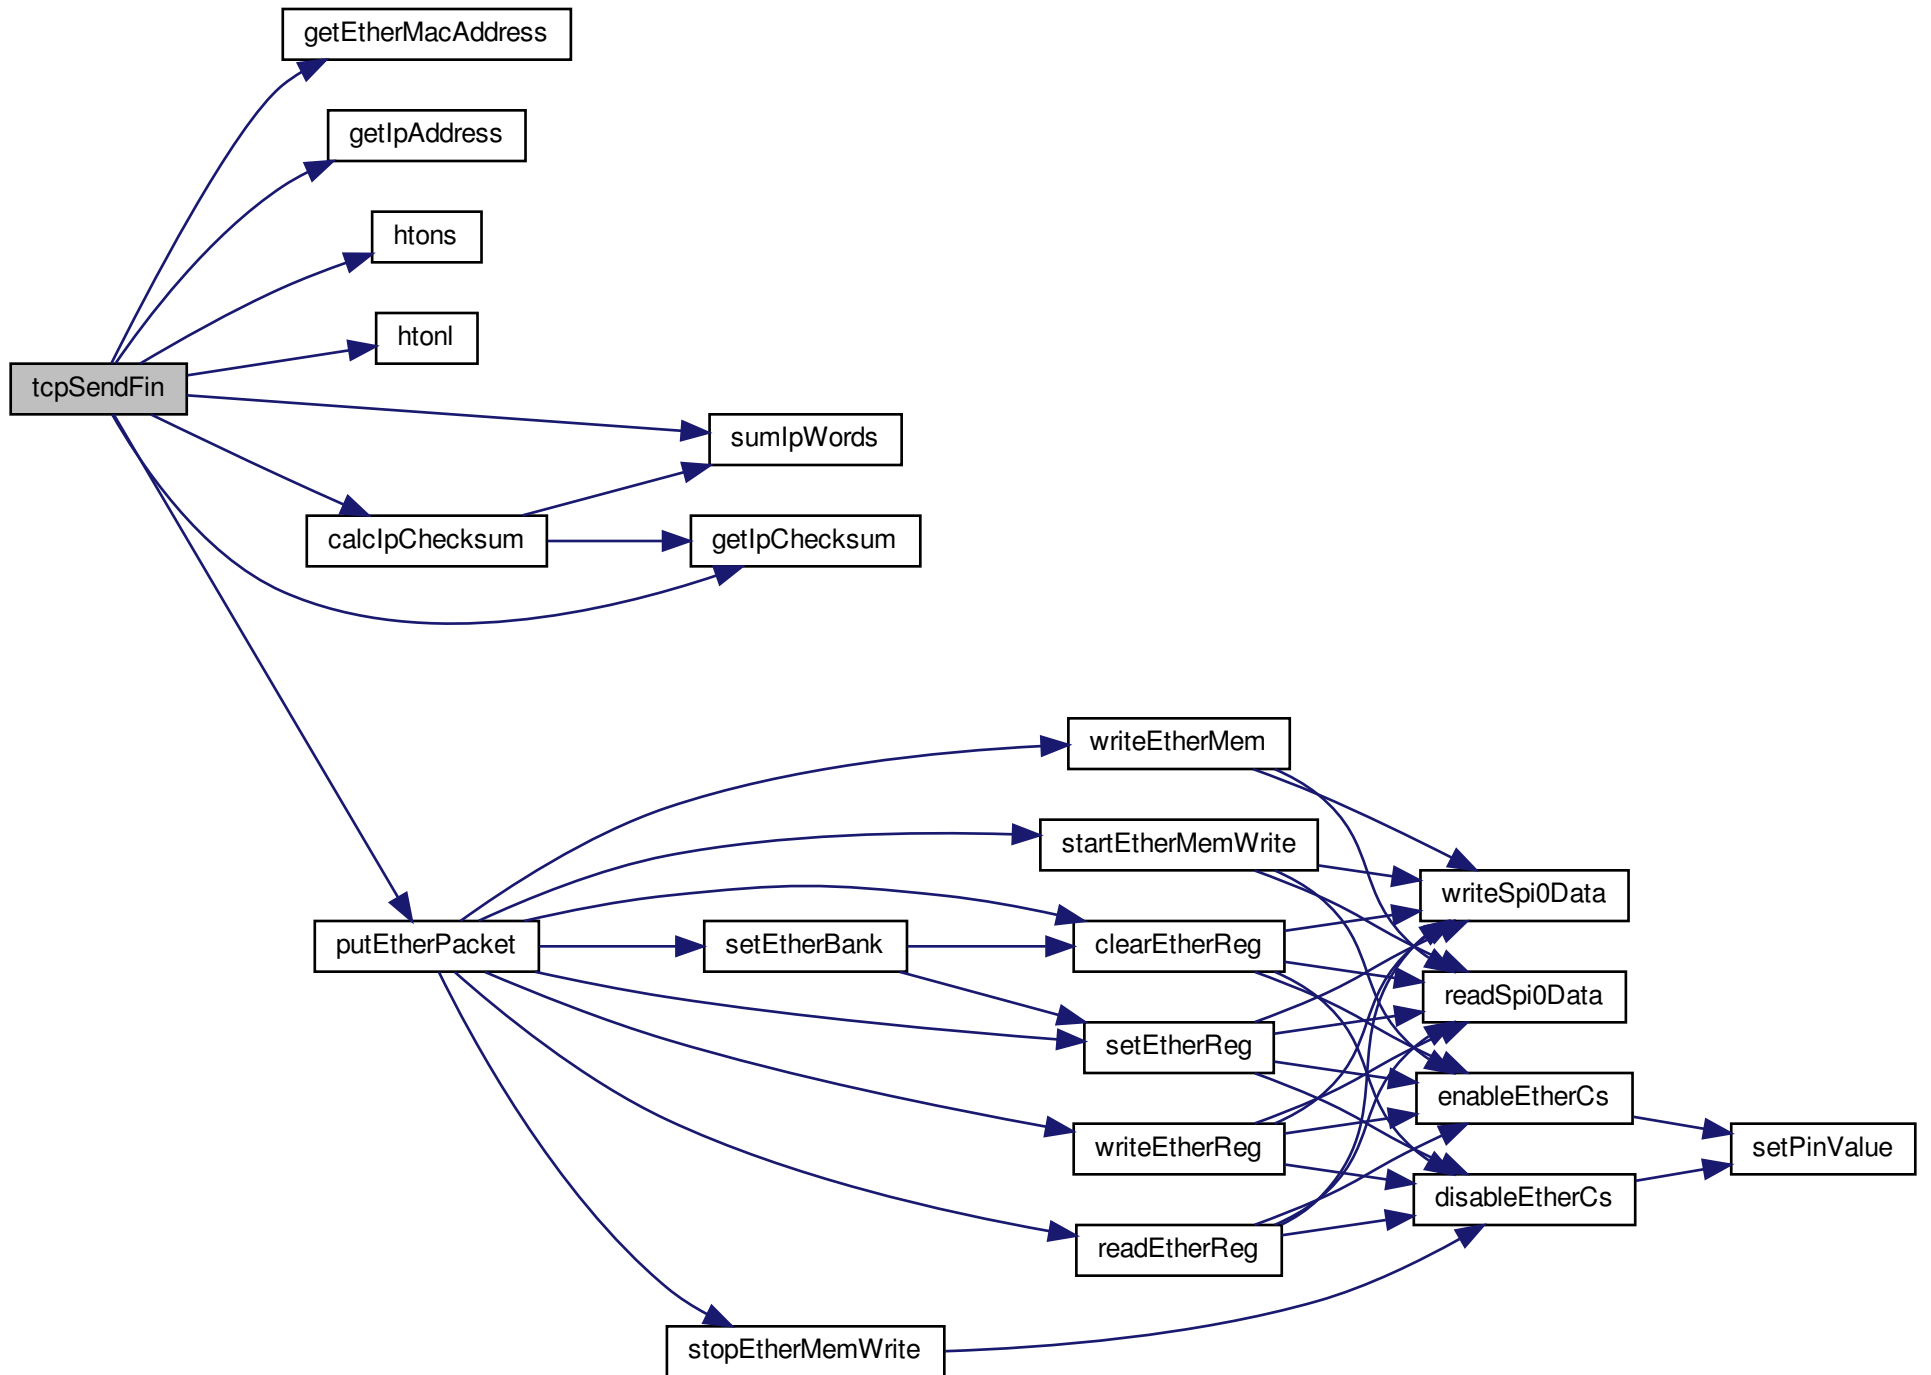 getEtherMacAddress
getIpAddress
htons
htonl
tcpSendFin
sumIpWords
calcIpChecksum
getIpChecksum
writeEtherMem
startEtherMemWrite
writeSpi0Data
putEtherPacket
setEtherBank
clearEtherReg
readSpi0Data
setEtherReg
enableEtherCs
writeEtherReg
setPinValue
disableEtherCs
readEtherReg
stopEtherMemWrite